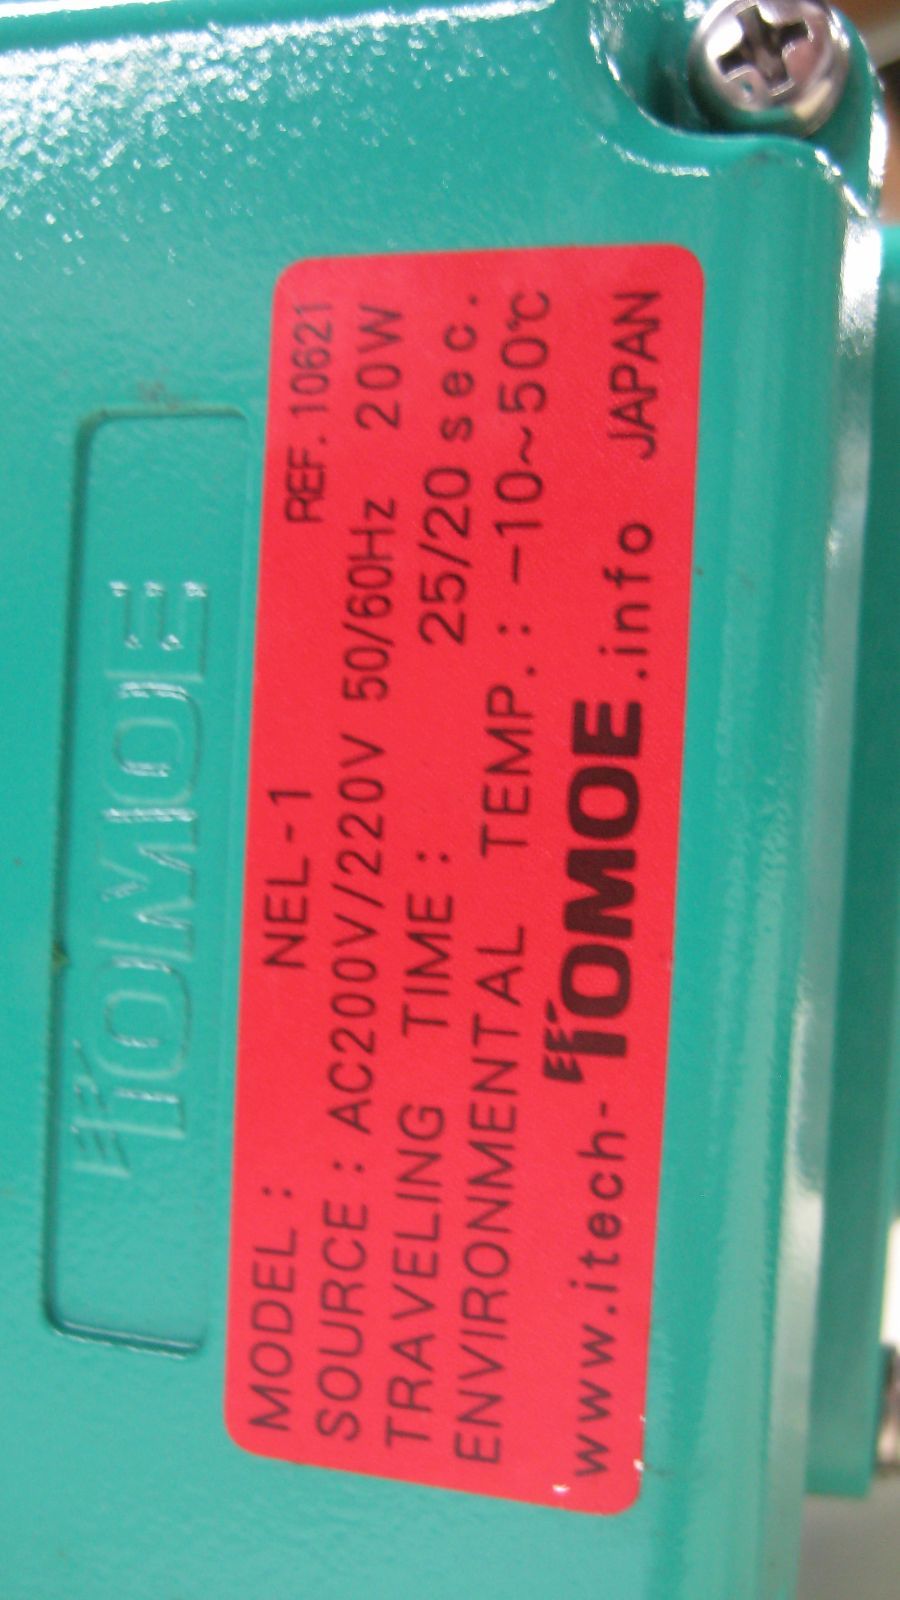 TOMOE
MODEL : NEL-1 REF. 10621
SOURCE : AC200V/220V 50/60Hz 20W
TRAVELING TIME : 25/20 sec.
ENVIRONMENTAL TEMP. : -10~50℃
www.itech-TOMOE.info JAPAN